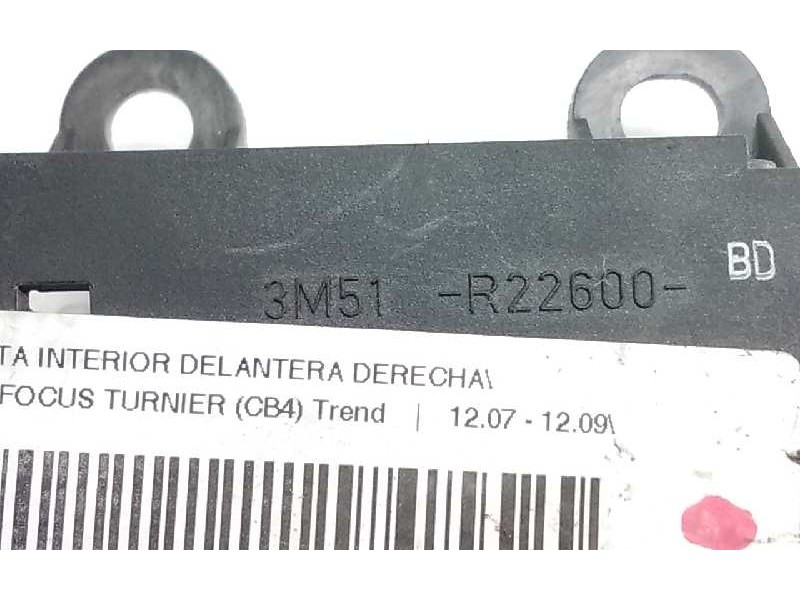 BD
3M51 -R22600-
TA INTERIOR DELANTERA DERECHA\
FOCUS TURNIER (CB4) Trend | 12.07 - 12.09\